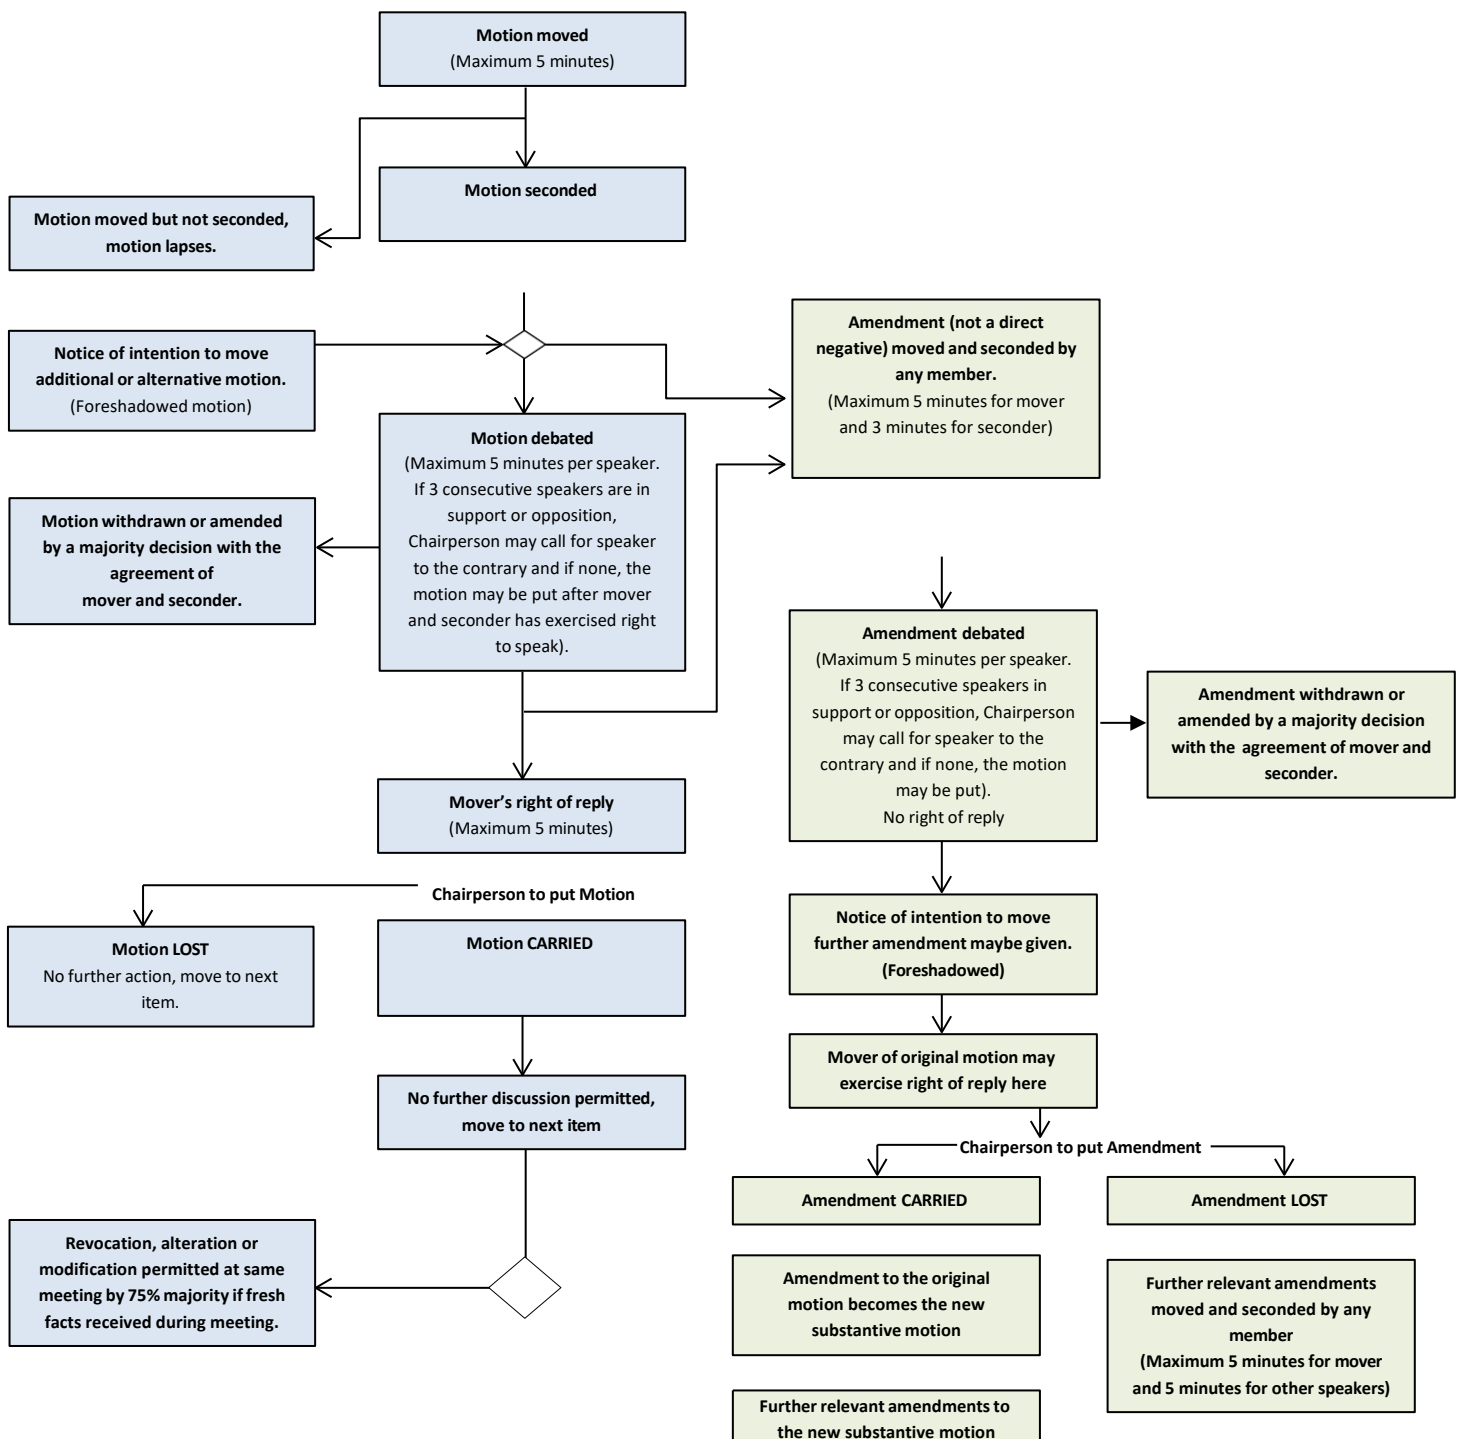 Motion moved
(Maximum 5 minutes)
Motion seconded
Motion moved but not seconded,
motion lapses.
Notice of intention to move
additional or alternative motion.
(Foreshadowed motion)
Amendment (not a direct
negative) moved and seconded by
any member.
(Maximum 5 minutes for mover
and 3 minutes for seconder)
Motion debated
(Maximum 5 minutes per speaker.
If 3 consecutive speakers are in
support or opposition,
Chairperson may call for speaker
to the contrary and if none, the
motion may be put after mover
and seconder has exercised right
to speak).
Motion withdrawn or amended
by a majority decision with the
agreement of
mover and seconder.
Amendment debated
(Maximum 5 minutes per speaker.
If 3 consecutive speakers in
support or opposition, Chairperson
may call for speaker to the
contrary and if none, the motion
may be put).
No right of reply
Amendment withdrawn or
amended by a majority decision
with the agreement of mover and
seconder.
Mover’s right of reply
(Maximum 5 minutes)
Chairperson to put Motion
Motion LOST
No further action, move to next
item.
Motion CARRIED
Notice of intention to move
further amendment maybe given.
(Foreshadowed)
Mover of original motion may
exercise right of reply here
No further discussion permitted,
move to next item
Chairperson to put Amendment
Amendment CARRIED
Amendment LOST
Revocation, alteration or
modification permitted at same
meeting by 75% majority if fresh
facts received during meeting.
Amendment to the original
motion becomes the new
substantive motion
Further relevant amendments
moved and seconded by any
member
(Maximum 5 minutes for mover
and 5 minutes for other speakers)
Further relevant amendments to
the new substantive motion